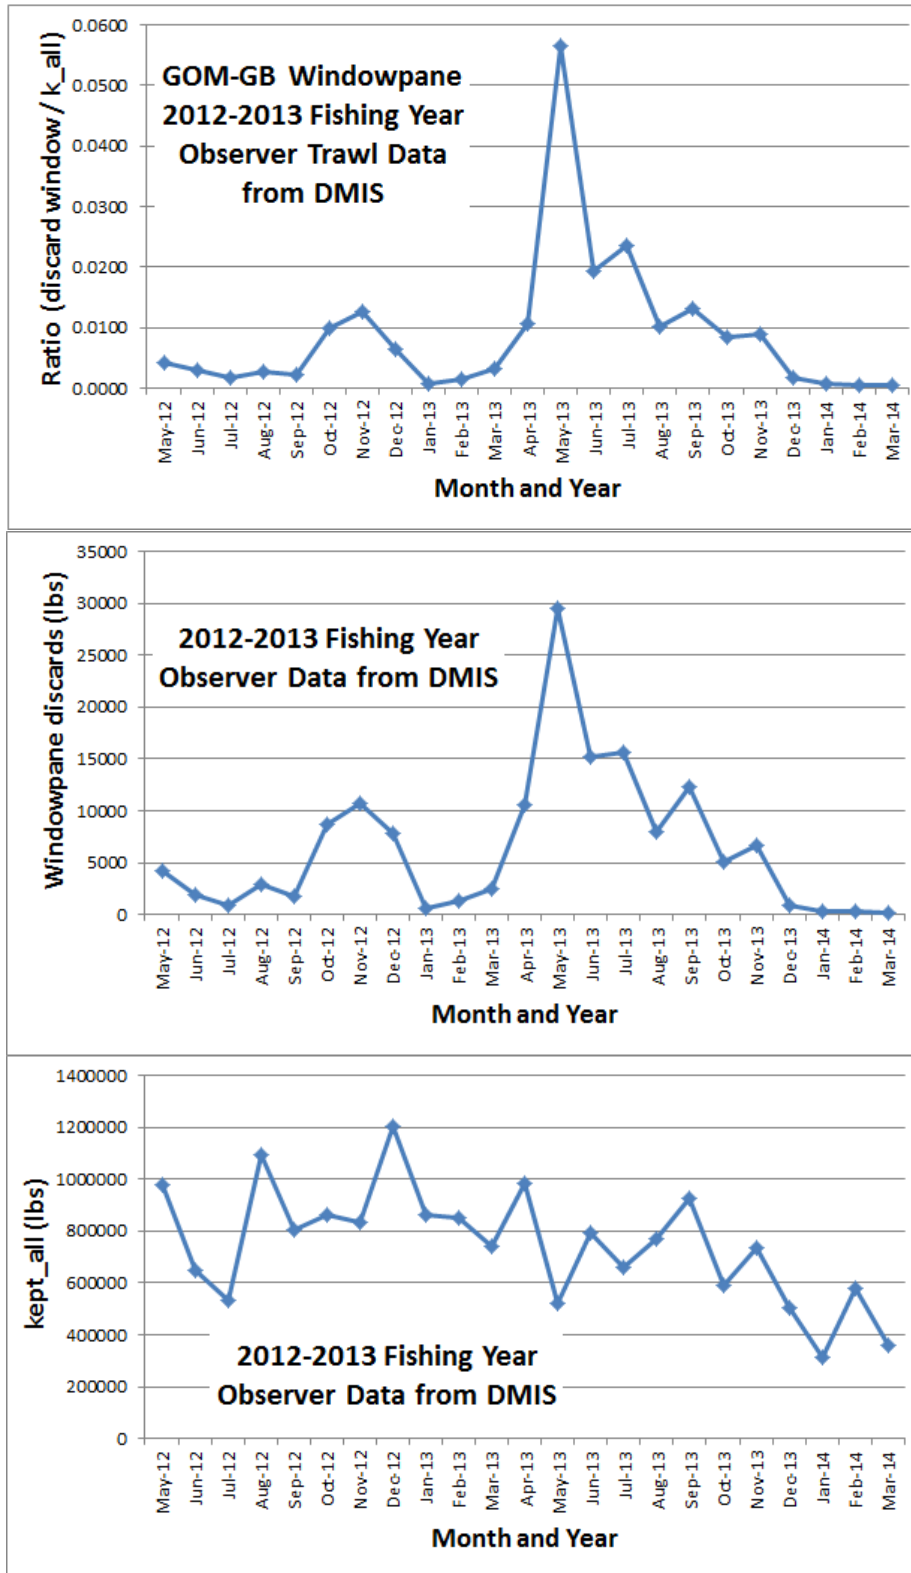 0.0600
0.0500
0.0400
0.0300
0.0200
0.0100
0.0000
Ratio (discard window / k_all)
GOM-GB Windowpane
2012-2013 Fishing Year
Observer Trawl Data
from DMIS
May-12
Jun-12
Jul-12
Aug-12
Sep-12
Oct-12
Nov-12
Dec-12
Jan-13
Feb-13
Mar-13
Apr-13
May-13
Jun-13
Jul-13
Aug-13
Sep-13
Oct-13
Nov-13
Dec-13
Jan-14
Feb-14
Mar-14
Month and Year
35000
30000
25000
20000
15000
10000
5000
0
Windowpane discards (lbs)
2012-2013 Fishing Year
Observer Data from DMIS
May-12
Jun-12
Jul-12
Aug-12
Sep-12
Oct-12
Nov-12
Dec-12
Jan-13
Feb-13
Mar-13
Apr-13
May-13
Jun-13
Jul-13
Aug-13
Sep-13
Oct-13
Nov-13
Dec-13
Jan-14
Feb-14
Mar-14
Month and Year
1400000
1200000
1000000
800000
600000
400000
200000
0
kept_all (lbs)
2012-2013 Fishing Year
Observer Data from DMIS
May-12
Jun-12
Jul-12
Aug-12
Sep-12
Oct-12
Nov-12
Dec-12
Jan-13
Feb-13
Mar-13
Apr-13
May-13
Jun-13
Jul-13
Aug-13
Sep-13
Oct-13
Nov-13
Dec-13
Jan-14
Feb-14
Mar-14
Month and Year